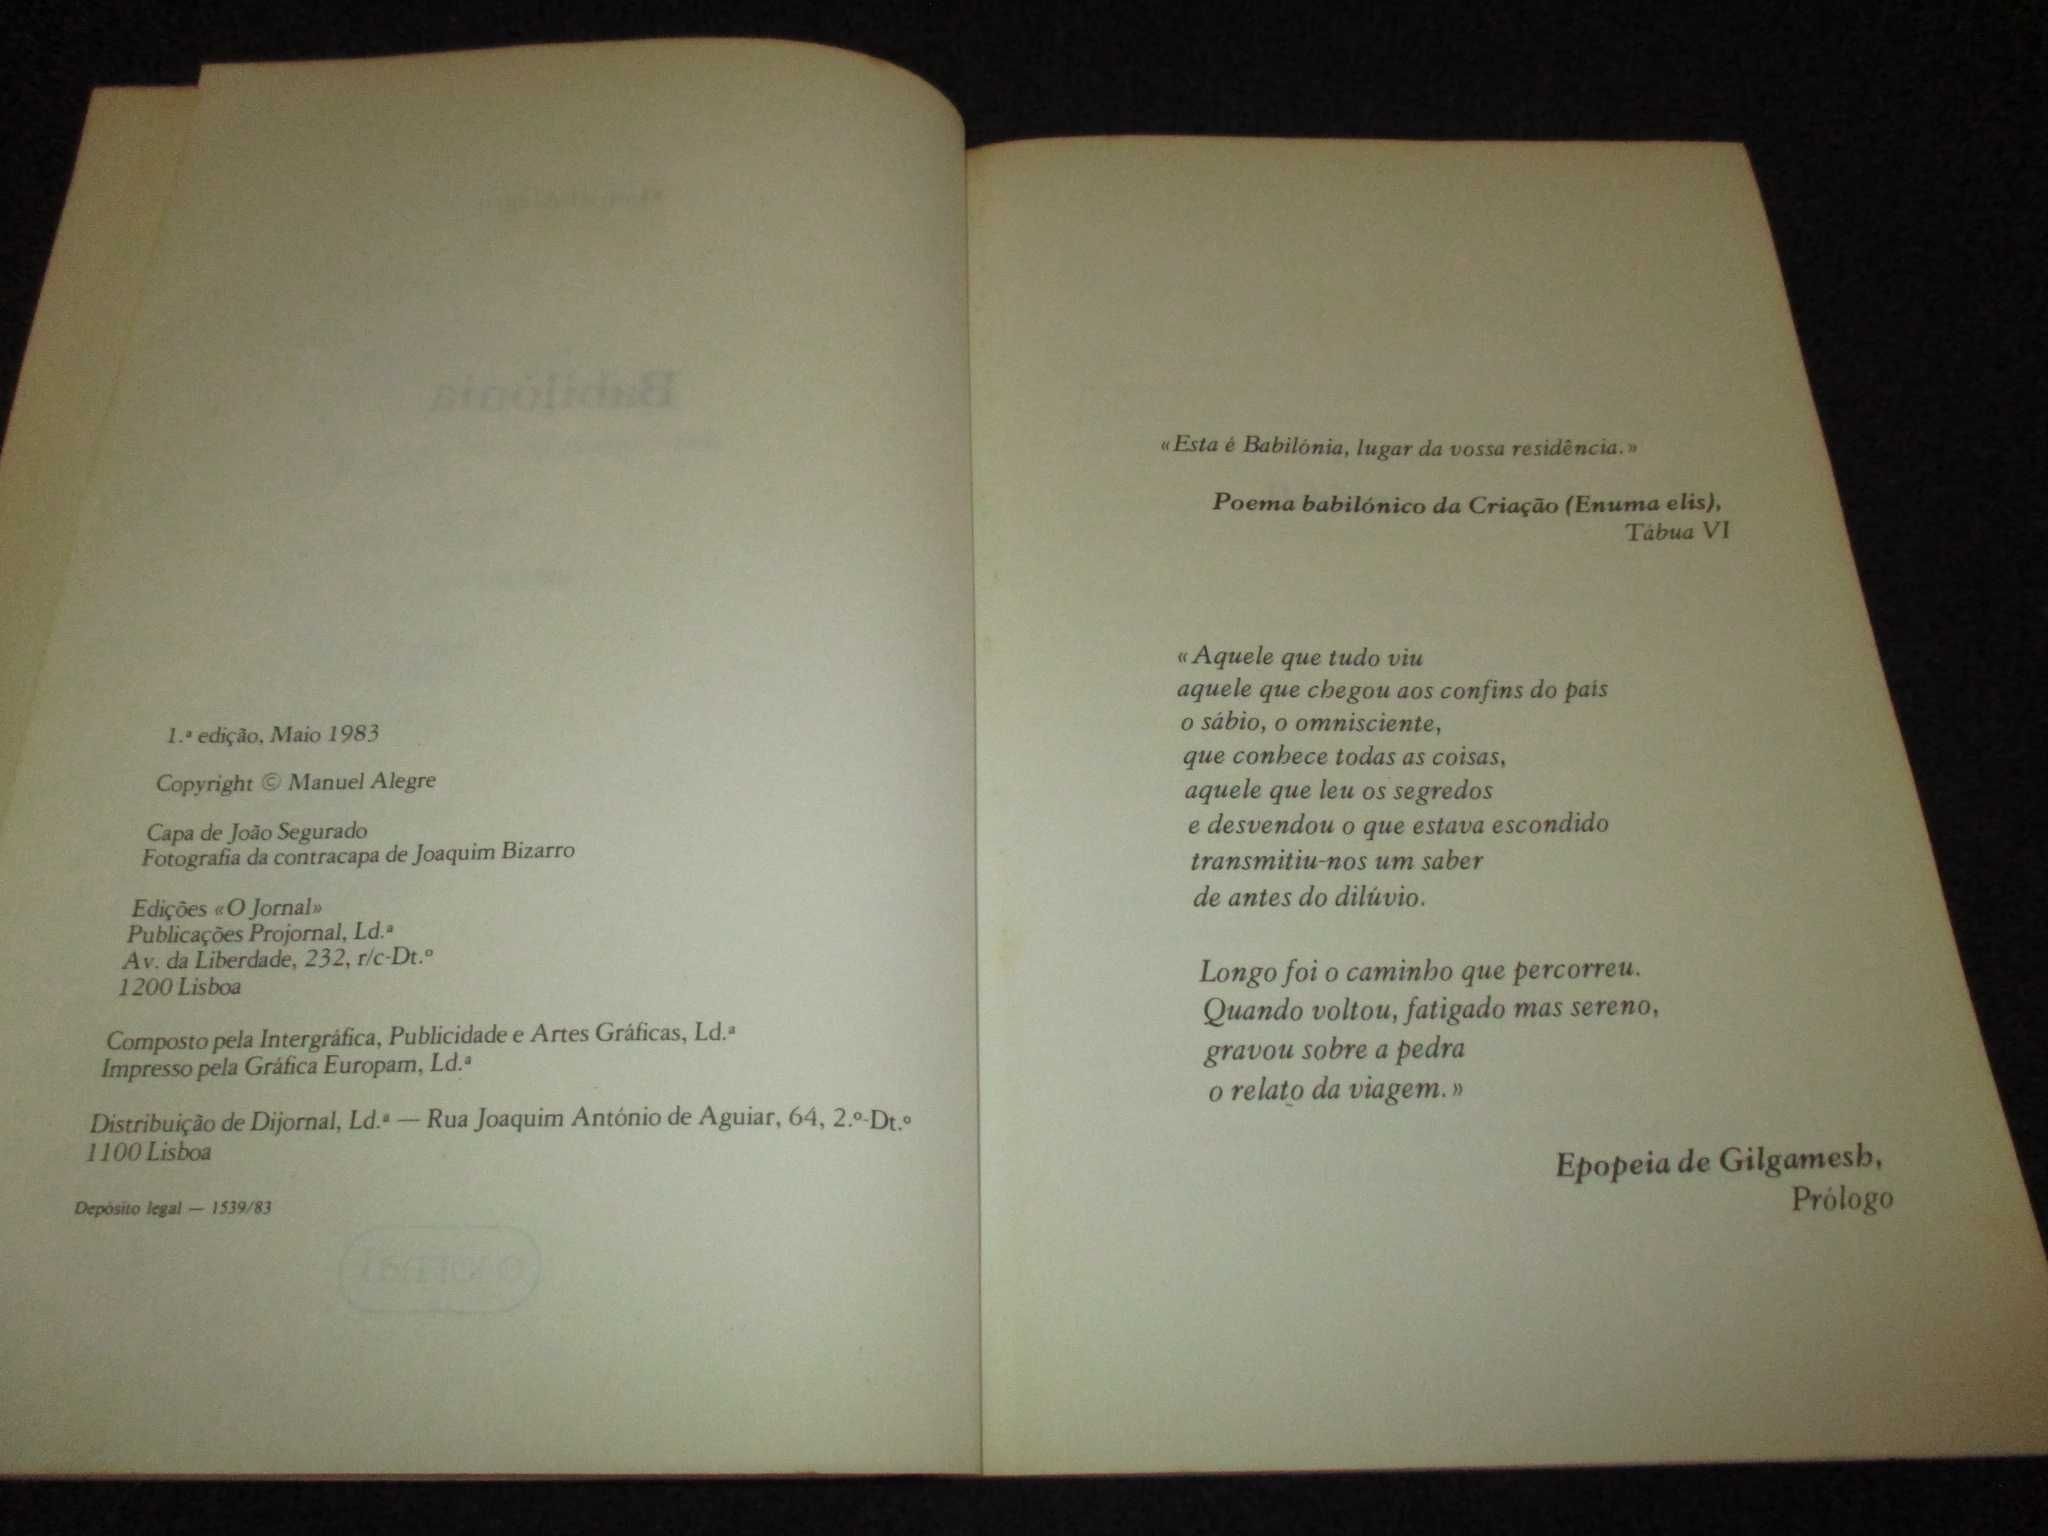 1.ª edição, Maio 1983
Copyright © Manuel Alegre
Capa de João Segurado
Fotografia da contracapa de Joaquim Bizarro
Edições «O Jornal»
Publicações Projornal, Ld.ª
Av. da Liberdade, 232, r/c-Dt.º
1200 Lisboa
Composto pela Intergráfica, Publicidade e Artes Gráficas, Ld.ª
Impresso pela Gráfica Europam, Ld.ª
Distribuição de Dijornal, Ld.ª — Rua Joaquim António de Aguiar, 64, 2.º-Dt.º
1100 Lisboa
Depósito legal — 1539/83
Babilónia
«Esta é Babilónia, lugar da vossa residência.»
Poema babilónico da Criação (Enuma elis),
Tábua VI
«Aquele que tudo viu
aquele que chegou aos confins do país
o sábio, o omnisciente,
que conhece todas as coisas,
aquele que leu os segredos
e desvendou o que estava escondido
transmitiu-nos um saber
de antes do dilúvio.
Longo foi o caminho que percorreu.
Quando voltou, fatigado mas sereno,
gravou sobre a pedra
o relato da viagem.»
Epopeia de Gilgamesh,
Prólogo